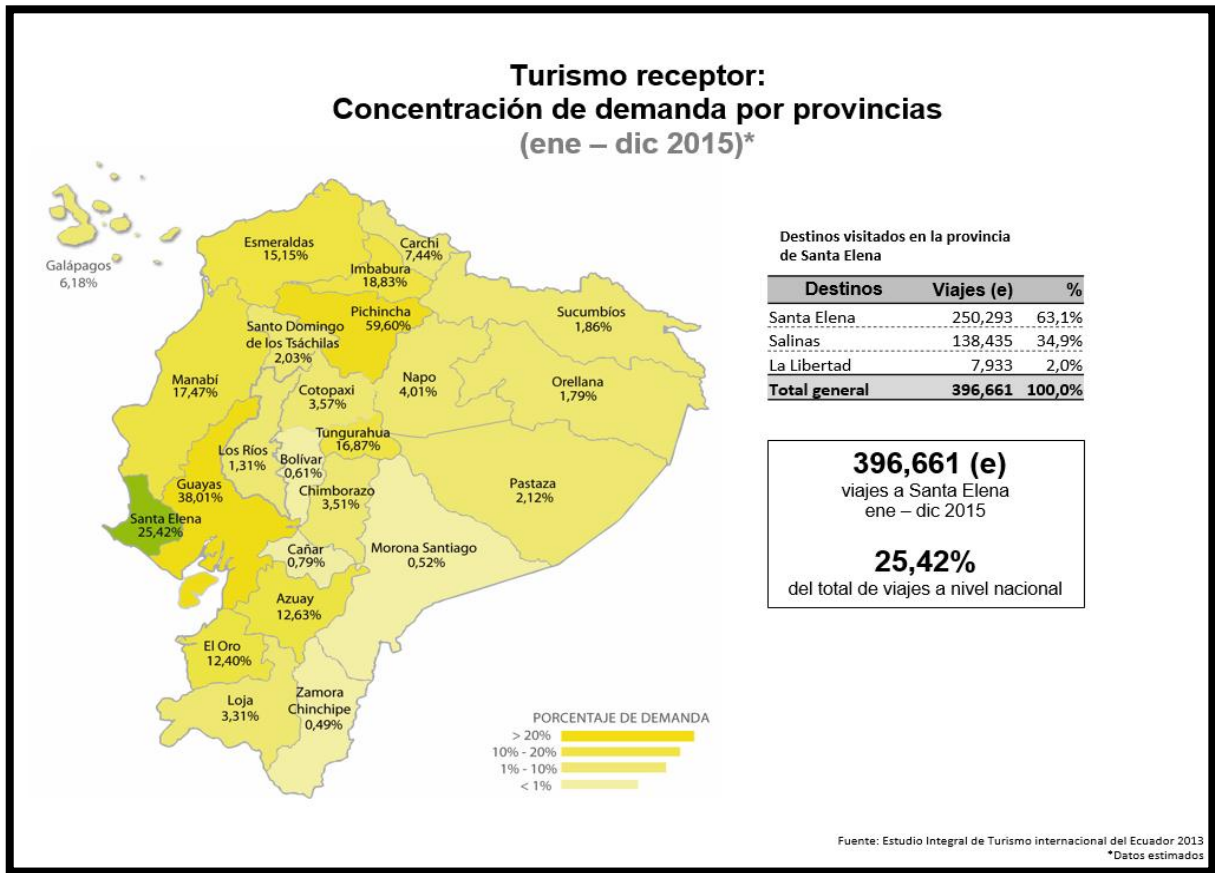 Turismo receptor:
Concentración de demanda por provincias
(ene – dic 2015)*
Galápagos
6,18%
Esmeraldas
15,15%
Carchi
7,44%
Imbabura
18,83%
Pichincha
59,60%
Sucumbíos
1,86%
Santo Domingo
de los Tsáchilas
2,03%
Manabí
17,47%
Cotopaxi
3,57%
Napo
4,01%
Orellana
1,79%
Tungurahua
16,87%
Los Ríos
1,31%
Bolívar
0,61%
Guayas
38,01%
Chimborazo
3,51%
Pastaza
2,12%
Santa Elena
25,42%
Cañar
0,79%
Morona Santiago
0,52%
Azuay
12,63%
El Oro
12,40%
Loja
3,31%
Zamora
Chinchipe
0,49%
PORCENTAJE DE DEMANDA
> 20%
10% - 20%
1% - 10%
< 1%
Destinos visitados en la provincia
de Santa Elena
Destinos Viajes (e) %
Santa Elena 250,293 63,1%
Salinas 138,435 34,9%
La Libertad 7,933 2,0%
Total general 396,661 100,0%
396,661 (e)
viajes a Santa Elena
ene – dic 2015
25,42%
del total de viajes a nivel nacional
Fuente: Estudio Integral de Turismo internacional del Ecuador 2013
*Datos estimados